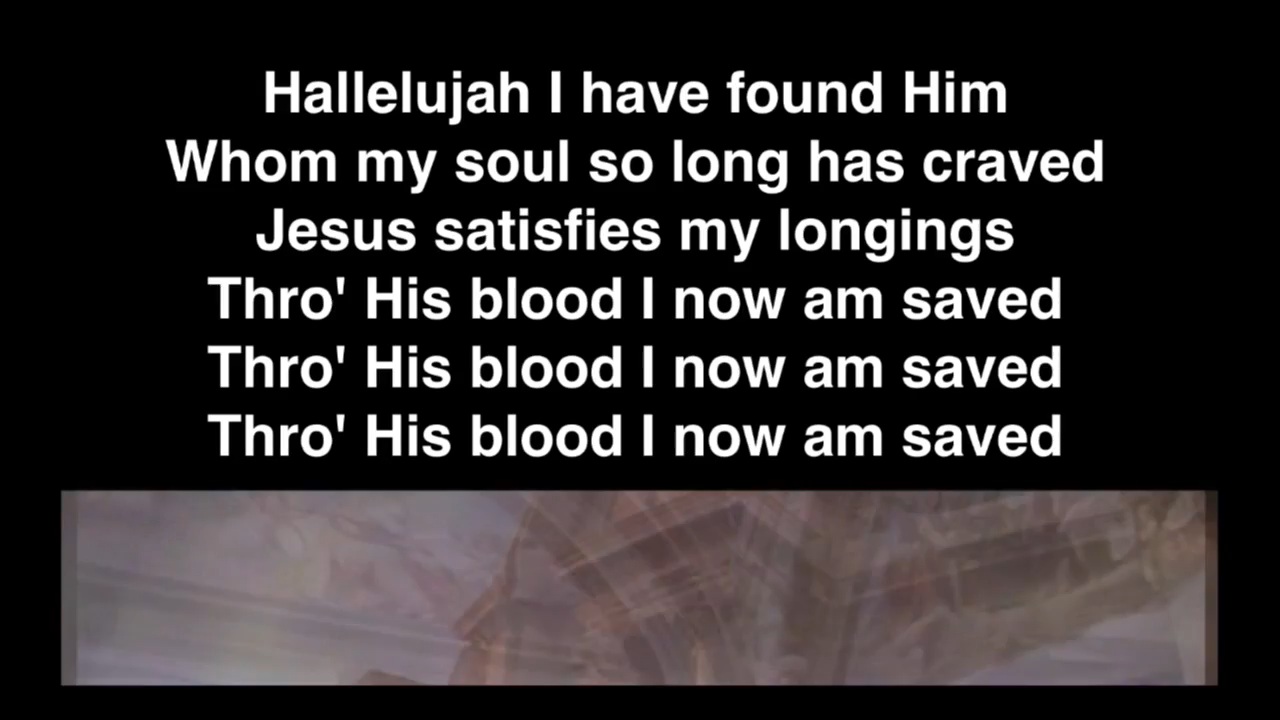 Hallelujah I have found Him
Whom my soul so long has craved
Jesus satisfies my longings
Thro' His blood I now am saved
Thro' His blood I now am saved
Thro' His blood I now am saved